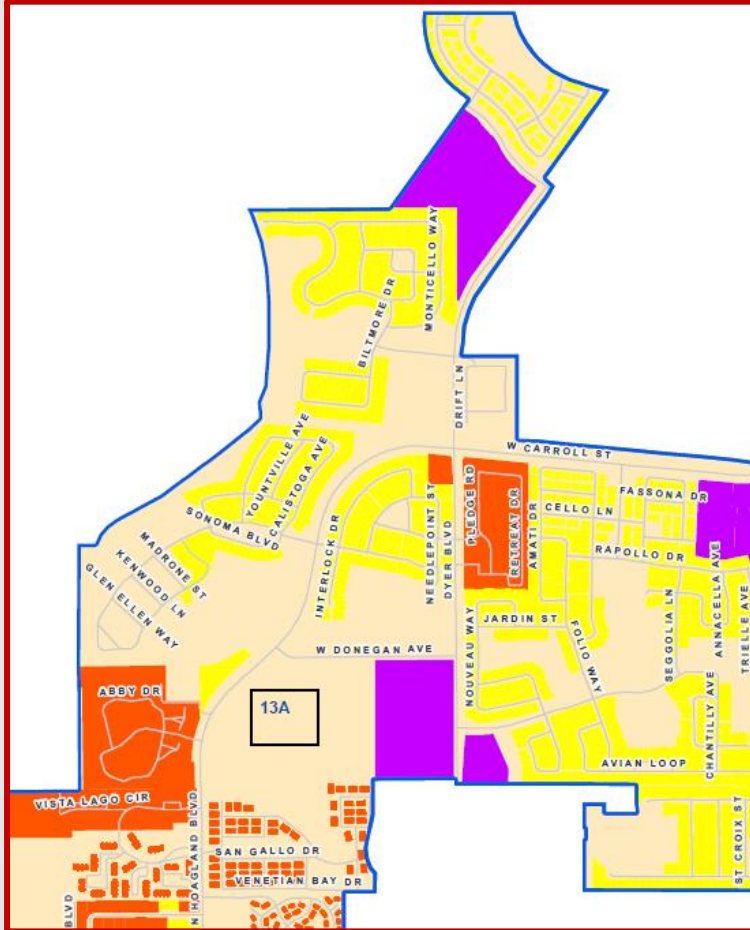 MONTICELLO WAY
BILTMORE DR
DRIFT LN
W CARROLL ST
YOUNTVILLE AVE
CALISTOGA AVE
SONOMA BLVD
INTERLOCK DR
NEEDLEPOINT ST
DYER BLVD
PLEDGE RD
RETREAT DR
AMATI DR
CELLO LN
FASSONA DR
RAPOLLO DR
ANNACELLA AVE
TRIELLE AVE
MADRONE ST
KENWOOD LN
GLEN ELLEN WAY
W DONEGAN AVE
NOUVEAU WAY
JARDIN ST
FOLIO WAY
SEGGOLIA LN
CHANTILLY AVE
ABBY DR
13A
AVIAN LOOP
VISTA LAGO CIR
N HOAGLAND BLVD
SAN GALLO DR
VENETIAN BAY DR
BLVD
ST CROIX ST